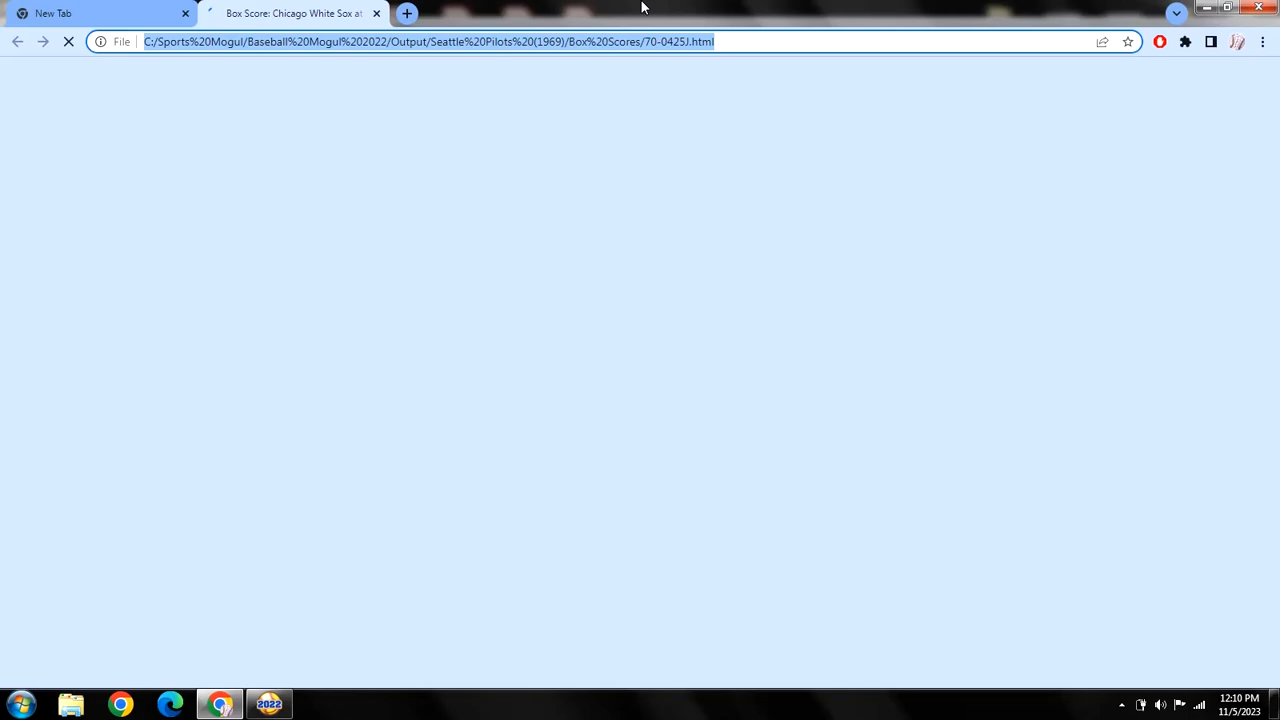 New Tab
Box Score: Chicago White Sox at
File
C:/Sports%20Mogul/Baseball%20Mogul%202022/Output/Seattle%20Pilots%20(1969)/Box%20Scores/70-0425J.html
2022
12:10 PM
11/5/2023